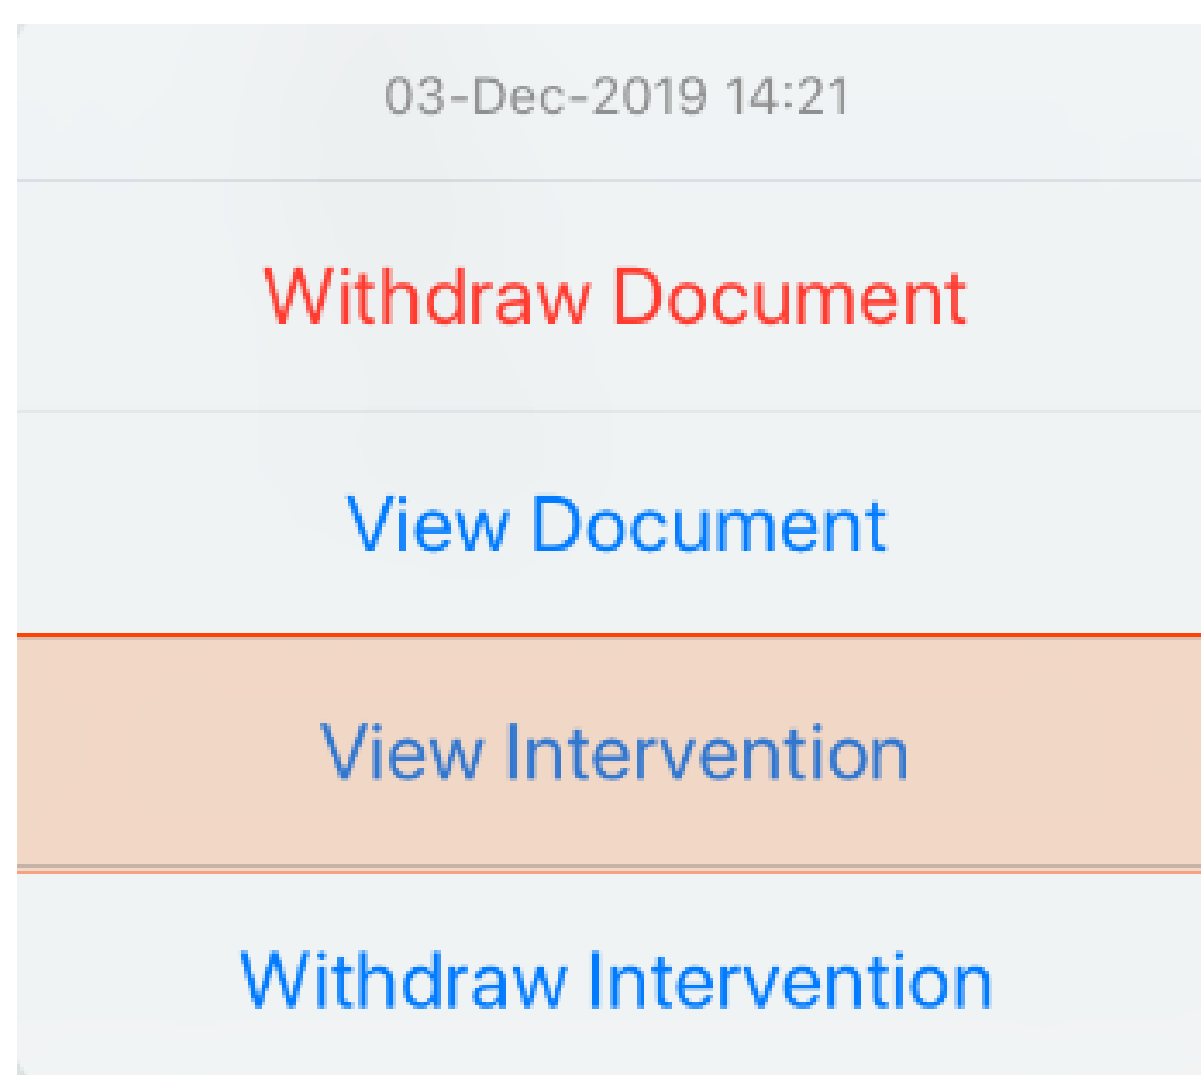 03-Dec-2019 14:21
Withdraw Document
View Document
View Intervention
Withdraw Intervention